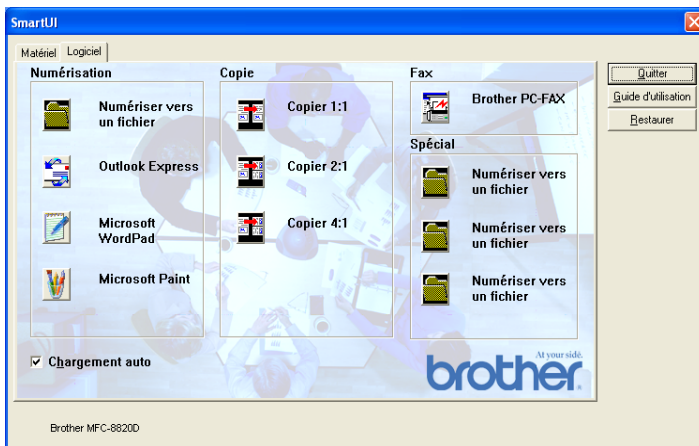 SmartUI
Matériel
Logiciel
Numérisation
Numériser vers
un fichier
Outlook Express
Microsoft
WordPad
Microsoft Paint
Copie
Copier 1:1
Copier 2:1
Copier 4:1
Fax
Brother PC-FAX
Spécial
Numériser vers
un fichier
Numériser vers
un fichier
Numériser vers
un fichier
Quitter
Guide d'utilisation
Restaurer
Chargement auto
At your side.
brother
Brother MFC-8820D